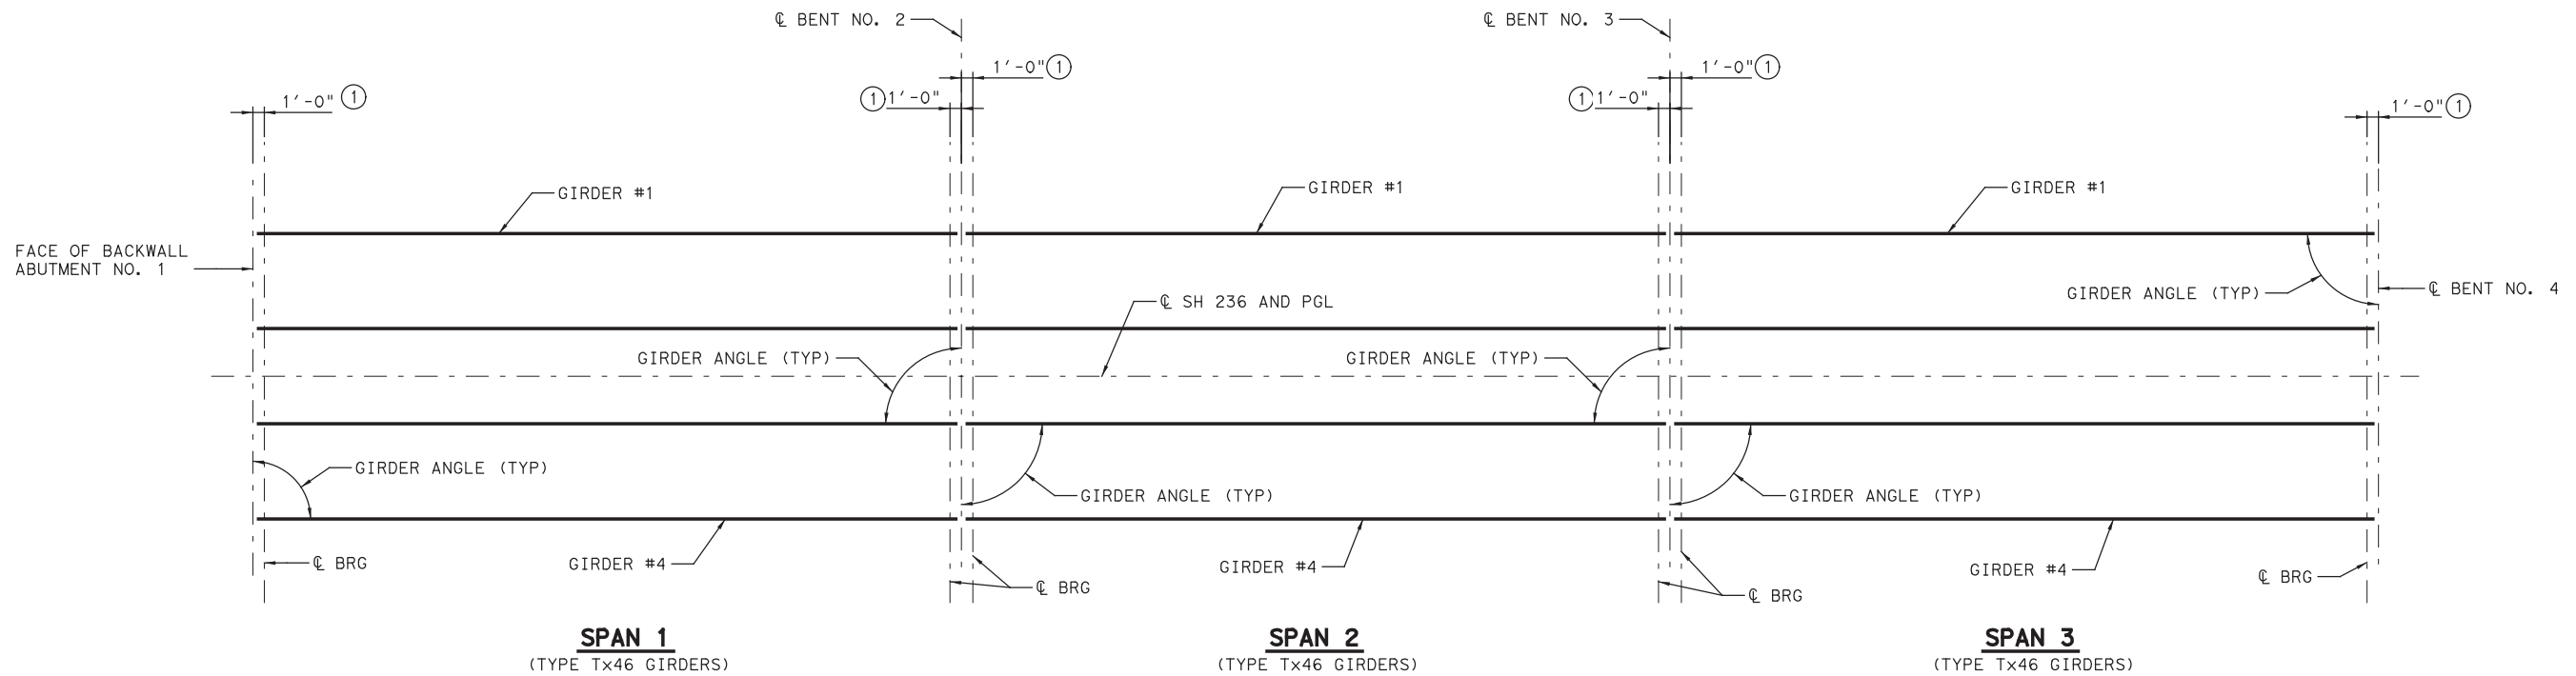 ℄ BENT NO. 2
℄ BENT NO. 3
1'-0" ①
1'-0" ①
1'-0" ①
① 1'-0"
① 1'-0"
1'-0" ①
GIRDER #1
GIRDER #1
GIRDER #1
FACE OF BACKWALL
ABUTMENT NO. 1
℄ SH 236 AND PGL
GIRDER ANGLE (TYP)
℄ BENT NO. 4
GIRDER ANGLE (TYP)
GIRDER ANGLE (TYP)
GIRDER ANGLE (TYP)
GIRDER ANGLE (TYP)
GIRDER ANGLE (TYP)
℄ BRG
GIRDER #4
℄ BRG
GIRDER #4
℄ BRG
GIRDER #4
℄ BRG
SPAN 1
(TYPE Tx46 GIRDERS)
SPAN 2
(TYPE Tx46 GIRDERS)
SPAN 3
(TYPE Tx46 GIRDERS)